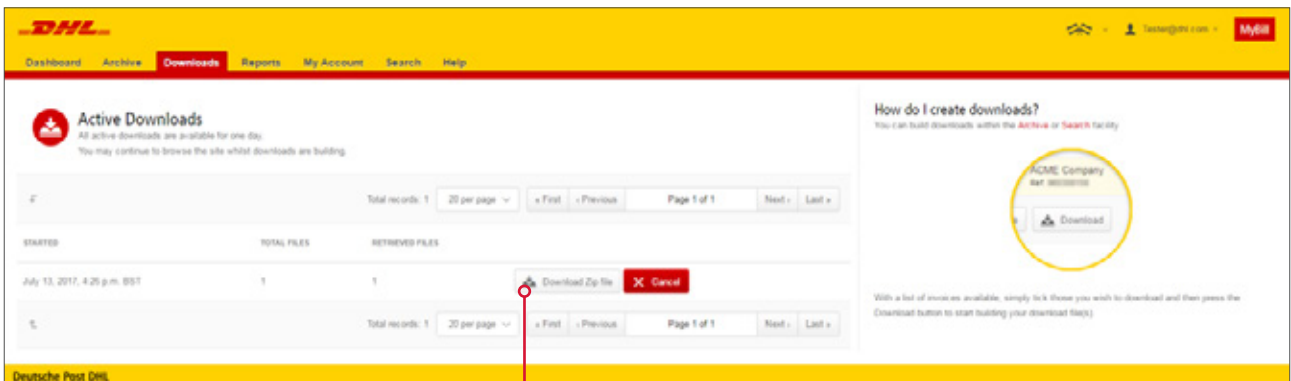 DHL
Tester@dhl.com
MyBill
Dashboard Archive Downloads Reports My Account Search Help
Active Downloads
All active downloads are available for one day.
You may continue to browse the site whilst downloads are building.
Total records: 1 20 per page « First ‹ Previous Page 1 of 1 Next › Last »
STARTED TOTAL FILES RETRIEVED FILES
July 13, 2017, 4:26 p.m. BST 1 1 Download Zip file X Cancel
Total records: 1 20 per page « First ‹ Previous Page 1 of 1 Next › Last »
How do I create downloads?
You can build downloads within the Archive or Search facility
ACME Company
Ref:
Download
With a list of invoices available, simply tick those you wish to download and then press the
Download button to start building your download file(s)
Deutsche Post DHL